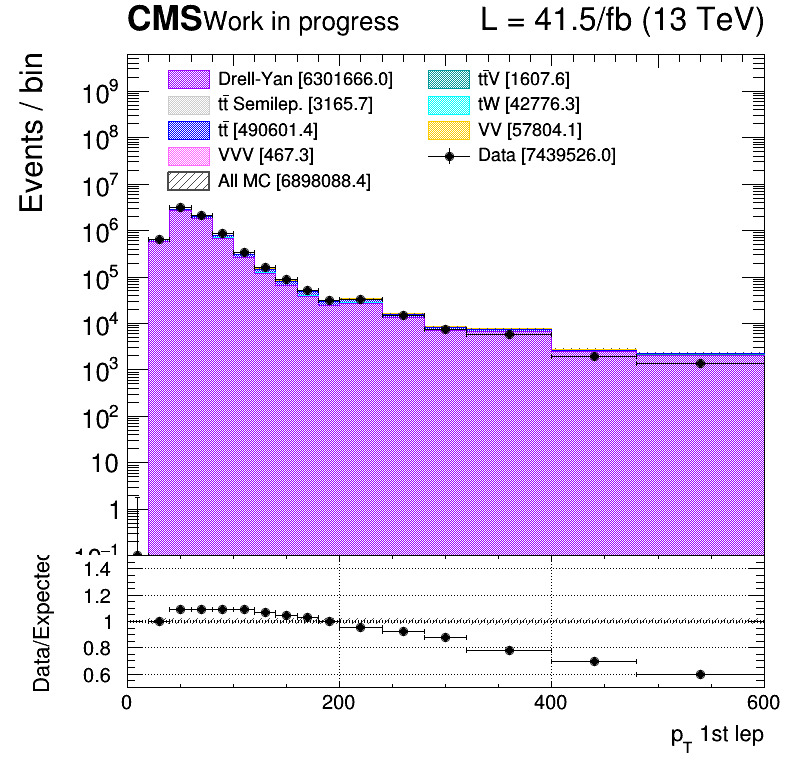 CMS Work in progress L = 41.5/fb (13 TeV)
Events / bin
Drell-Yan [6301666.0]
tt̄ Semilep. [3165.7]
tt̄ [490601.4]
VVV [467.3]
All MC [6898088.4]
tt̄V [1607.6]
tW [42776.3]
VV [57804.1]
Data [7439526.0]
10⁹
10⁸
10⁷
10⁶
10⁵
10⁴
10³
10²
10
1
10⁻¹
Data/Expected
1.4
1.2
1
0.8
0.6
0 200 400 600
p_T 1st lep